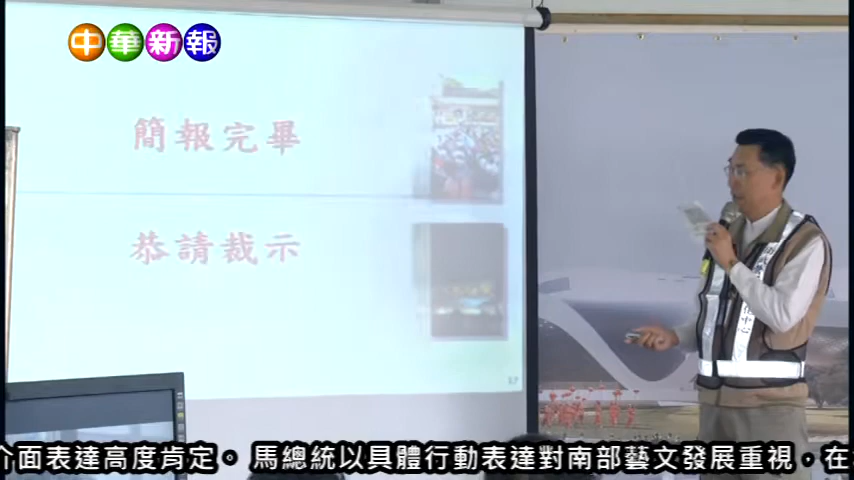 中華新報
簡報完畢
恭請裁示
中心
介面表達高度肯定。 馬總統以具體行動表達對南部藝文發展重視，在